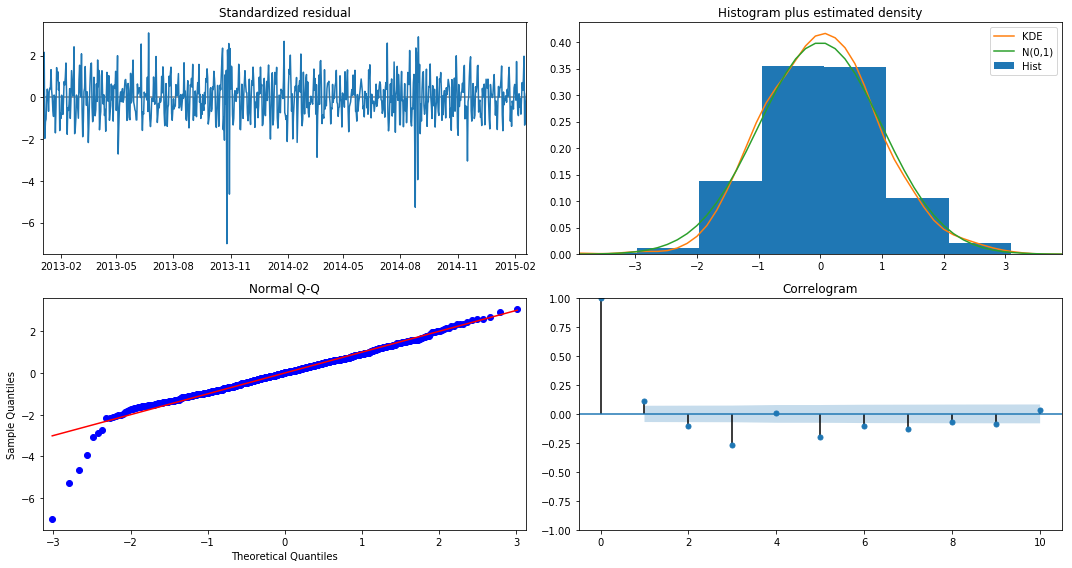 Standardized residual
2
0
−2
−4
−6
2013-02 2013-05 2013-08 2013-11 2014-02 2014-05 2014-08 2014-11 2015-02
Histogram plus estimated density
KDE
N(0,1)
Hist
0.40
0.35
0.30
0.25
0.20
0.15
0.10
0.05
0.00
−3 −2 −1 0 1 2 3
Normal Q-Q
Sample Quantiles
2
0
−2
−4
−6
−3 −2 −1 0 1 2 3
Theoretical Quantiles
Correlogram
1.00
0.75
0.50
0.25
0.00
−0.25
−0.50
−0.75
−1.00
0 2 4 6 8 10